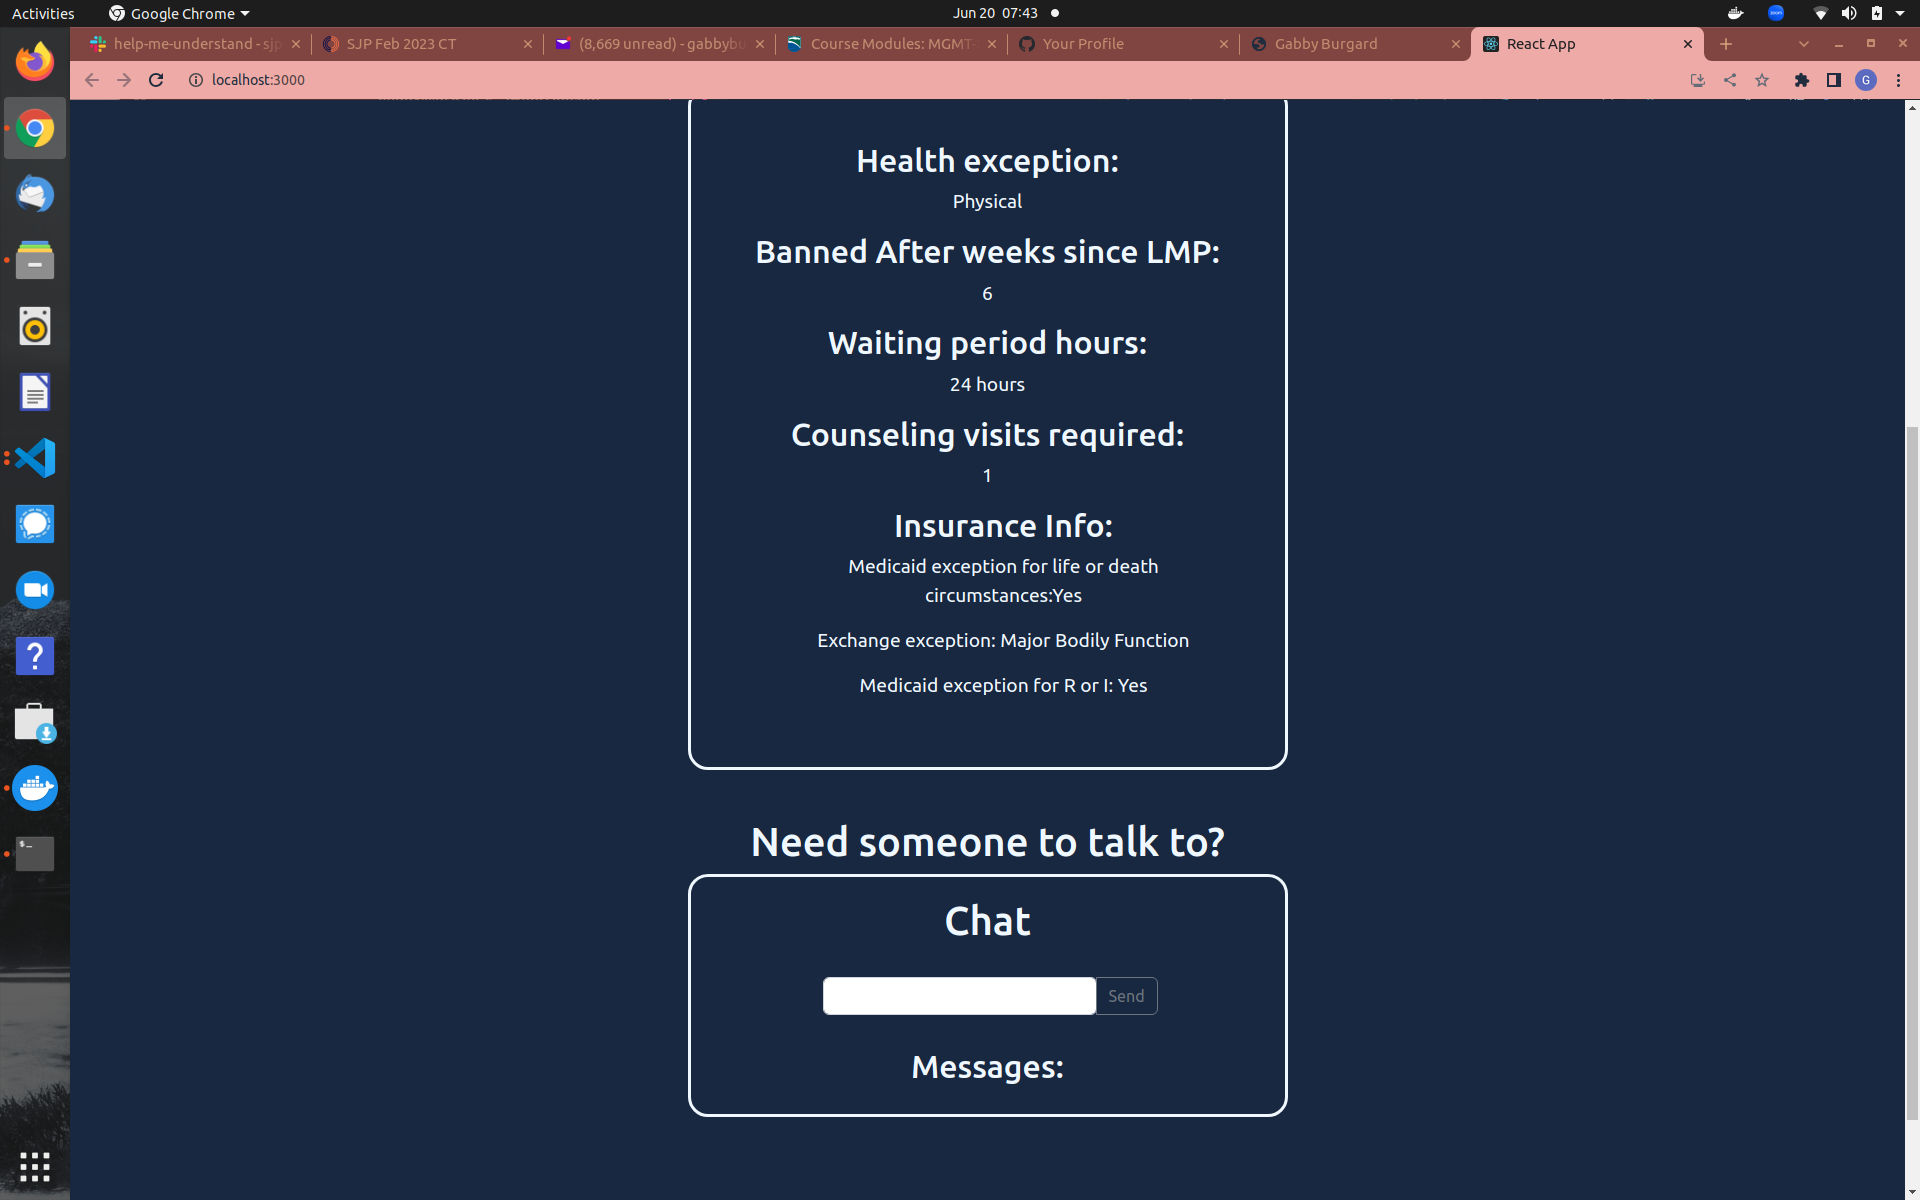 Activities
Google Chrome
Jun 20 07:43
help-me-understand - sjp
SJP Feb 2023 CT
(8,669 unread) - gabbybu
Course Modules: MGMT-
Your Profile
Gabby Burgard
React App
localhost:3000
G
zoom
Health exception:
Physical
Banned After weeks since LMP:
6
Waiting period hours:
24 hours
Counseling visits required:
1
Insurance Info:
Medicaid exception for life or death
circumstances:Yes
Exchange exception: Major Bodily Function
Medicaid exception for R or I: Yes
Need someone to talk to?
Chat
Send
Messages: